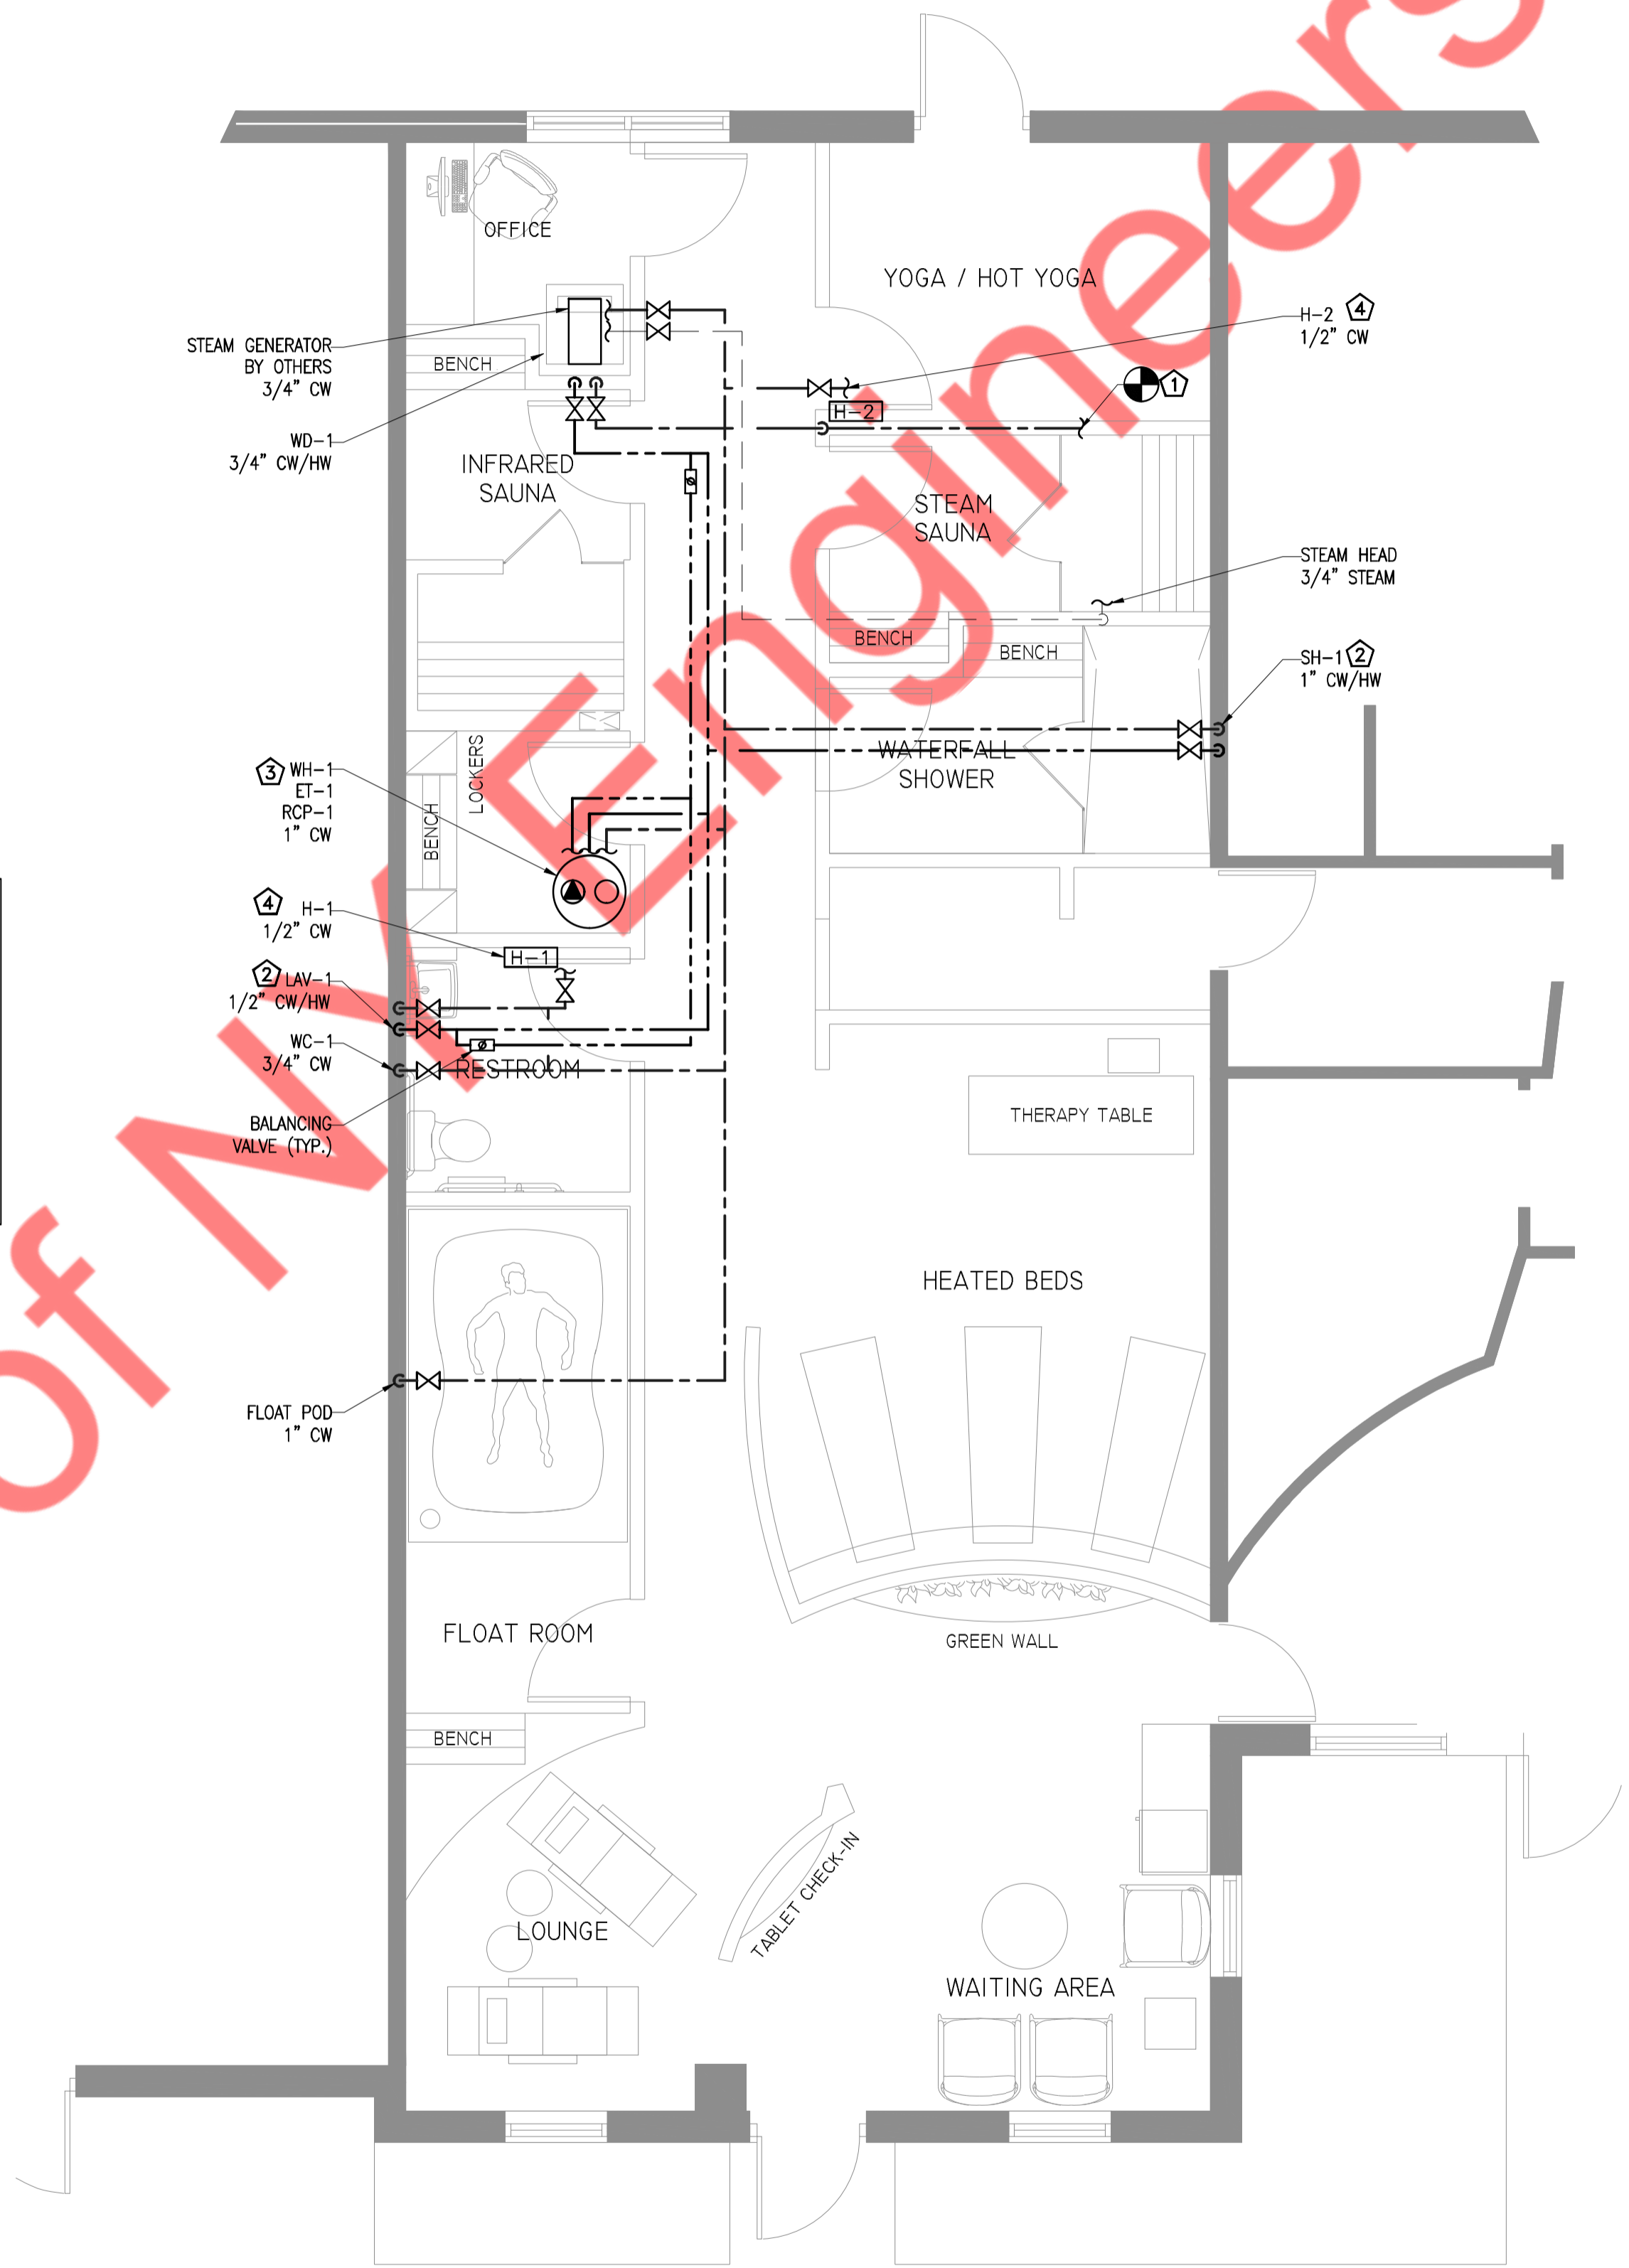 of NY Engineers
OFFICE
YOGA / HOT YOGA
STEAM GENERATOR
BY OTHERS
3/4" CW
BENCH
H-2 4
1/2" CW
1
H-2
WD-1
3/4" CW/HW
INFRARED
SAUNA
STEAM
SAUNA
STEAM HEAD
3/4" STEAM
BENCH
BENCH
SH-1 2
1" CW/HW
LOCKERS
WATERFALL
SHOWER
3 WH-1
ET-1
RCP-1
1" CW
BENCH
4 H-1
1/2" CW
H-1
2 LAV-1
1/2" CW/HW
WC-1
3/4" CW
RESTROOM
BALANCING
VALVE (TYP.)
THERAPY TABLE
HEATED BEDS
FLOAT POD
1" CW
FLOAT ROOM
GREEN WALL
BENCH
TABLET CHECK-IN
LOUNGE
WAITING AREA